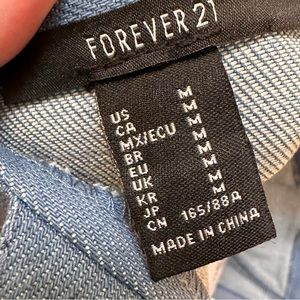 FOREVER 21
US M
CA M
MX/ECU M
BR M
EU M
UK M
KR M
JP M
CN 165/88A
MADE IN CHINA